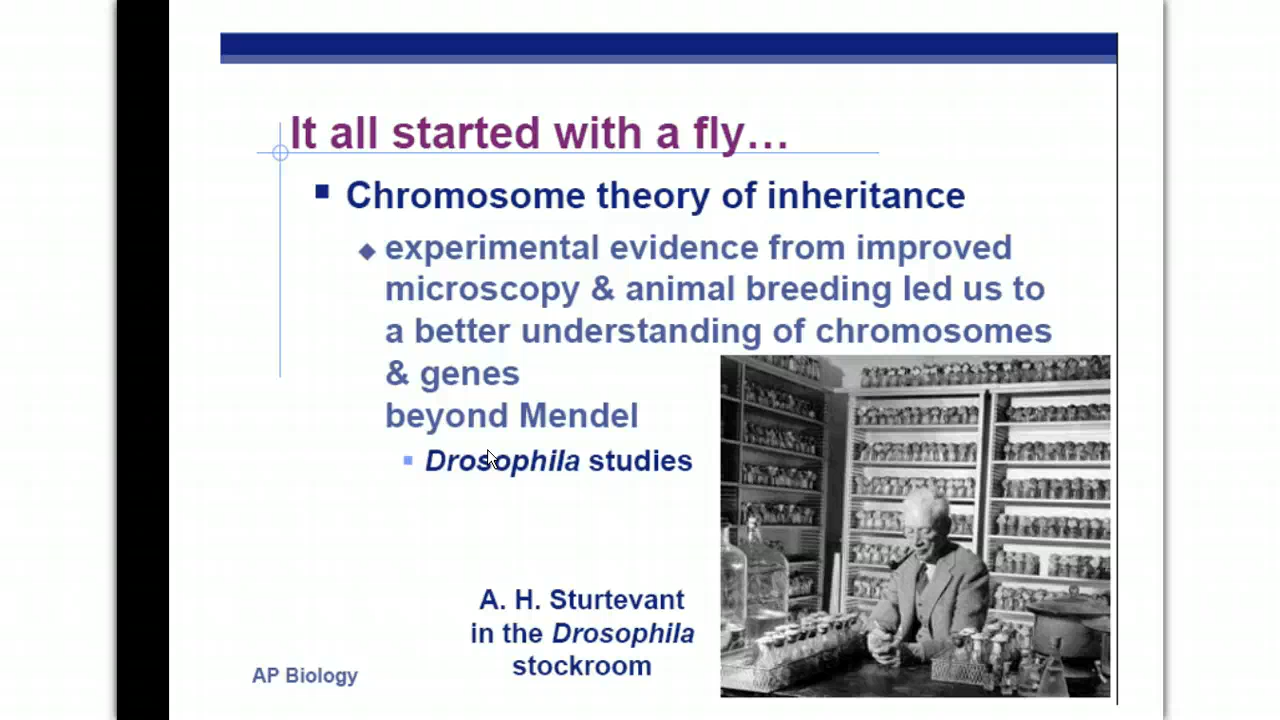 It all started with a fly...
Chromosome theory of inheritance
experimental evidence from improved
microscopy & animal breeding led us to
a better understanding of chromosomes
& genes
beyond Mendel
Drosophila studies
A. H. Sturtevant
in the Drosophila
stockroom
AP Biology